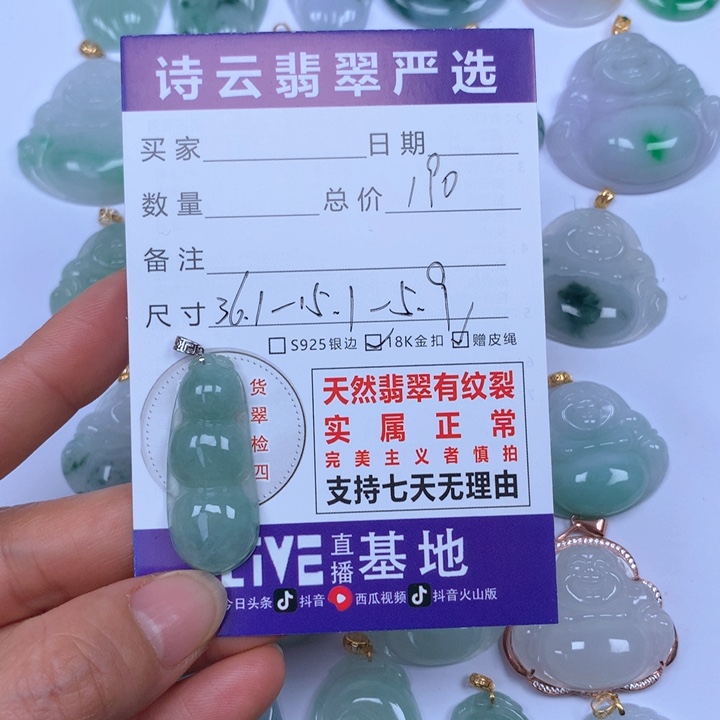 诗云翡翠严选
买家 日期
数量 总价 190
备注
尺寸 36.1-15.1-5.9
S925银边 18K金扣 赠皮绳
货
翠
检
四
天然翡翠有纹裂
实属正常
完美主义者慎拍
支持七天无理由
LIVE 直播 基地
今日头条 抖音 西瓜视频 抖音火山版